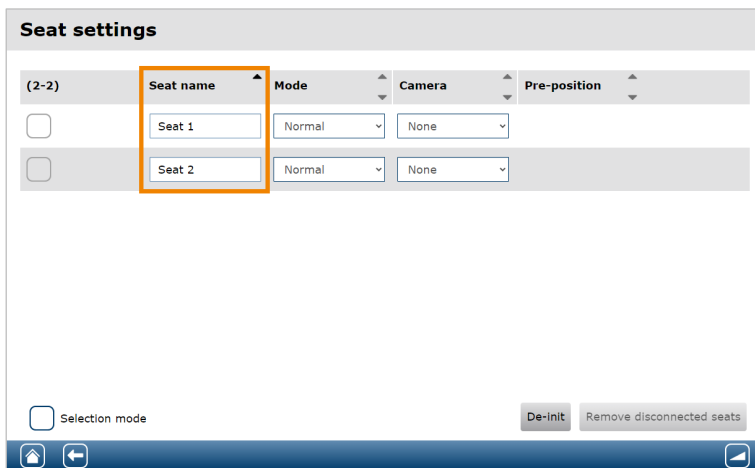 Seat settings
(2-2) Seat name Mode Camera Pre-position
Seat 1 Normal None
Seat 2 Normal None
Selection mode De-init Remove disconnected seats